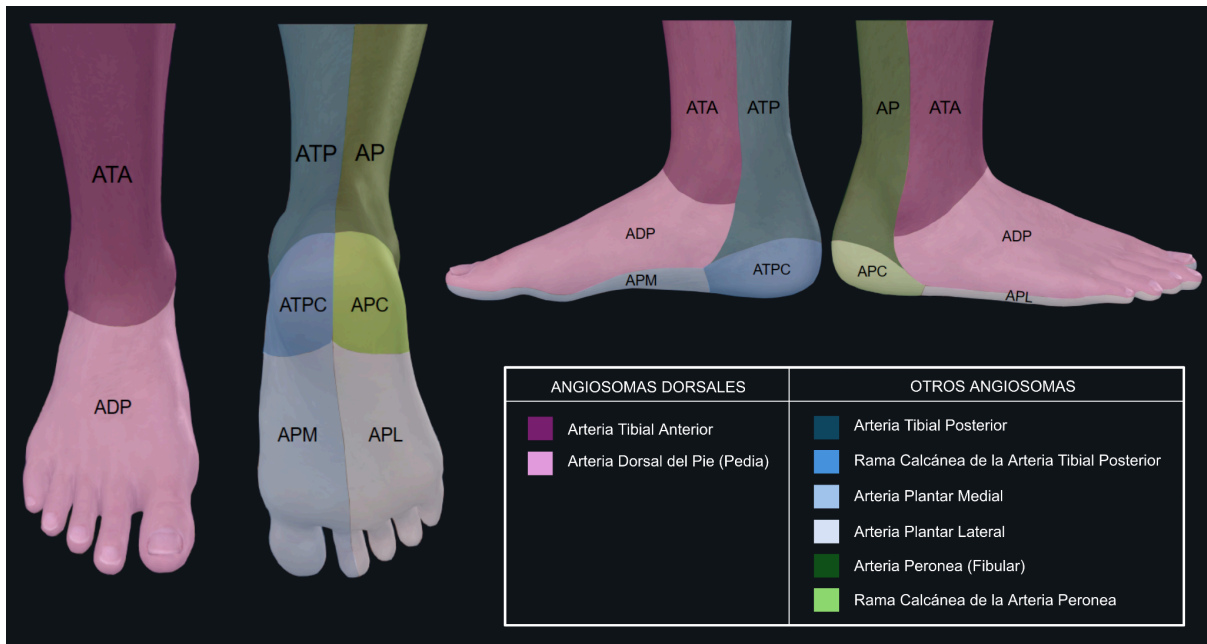 ATA
ADP
ATP AP
ATPC APC
APM APL
ATA ATP
ADP
ATPC
APM
AP ATA
ADP
APC
APL
ANGIOSOMAS DORSALES
Arteria Tibial Anterior
Arteria Dorsal del Pie (Pedia)
OTROS ANGIOSOMAS
Arteria Tibial Posterior
Rama Calcánea de la Arteria Tibial Posterior
Arteria Plantar Medial
Arteria Plantar Lateral
Arteria Peronea (Fibular)
Rama Calcánea de la Arteria Peronea